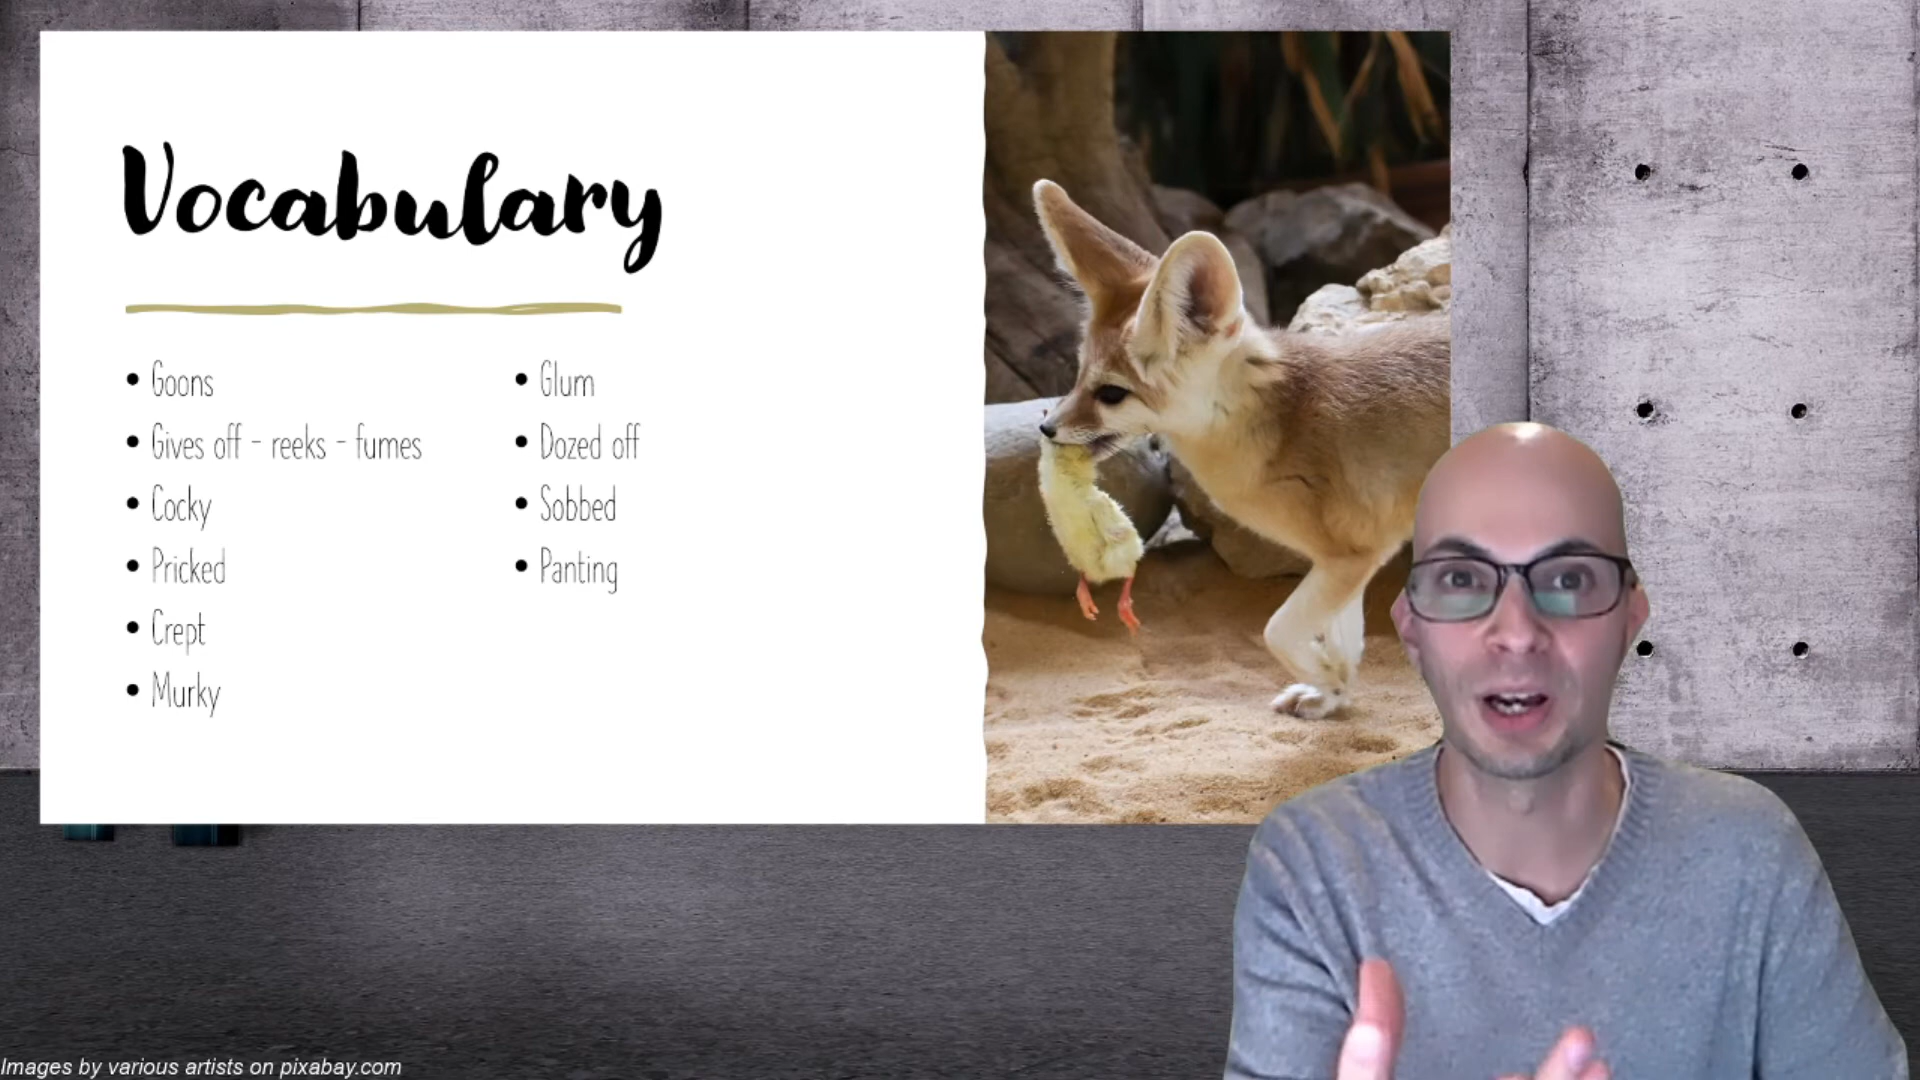 Vocabulary
• Goons
• Gives off - reeks - fumes
• Cocky
• Pricked
• Crept
• Murky
• Glum
• Dozed off
• Sobbed
• Panting
Images by various artists on pixabay.com